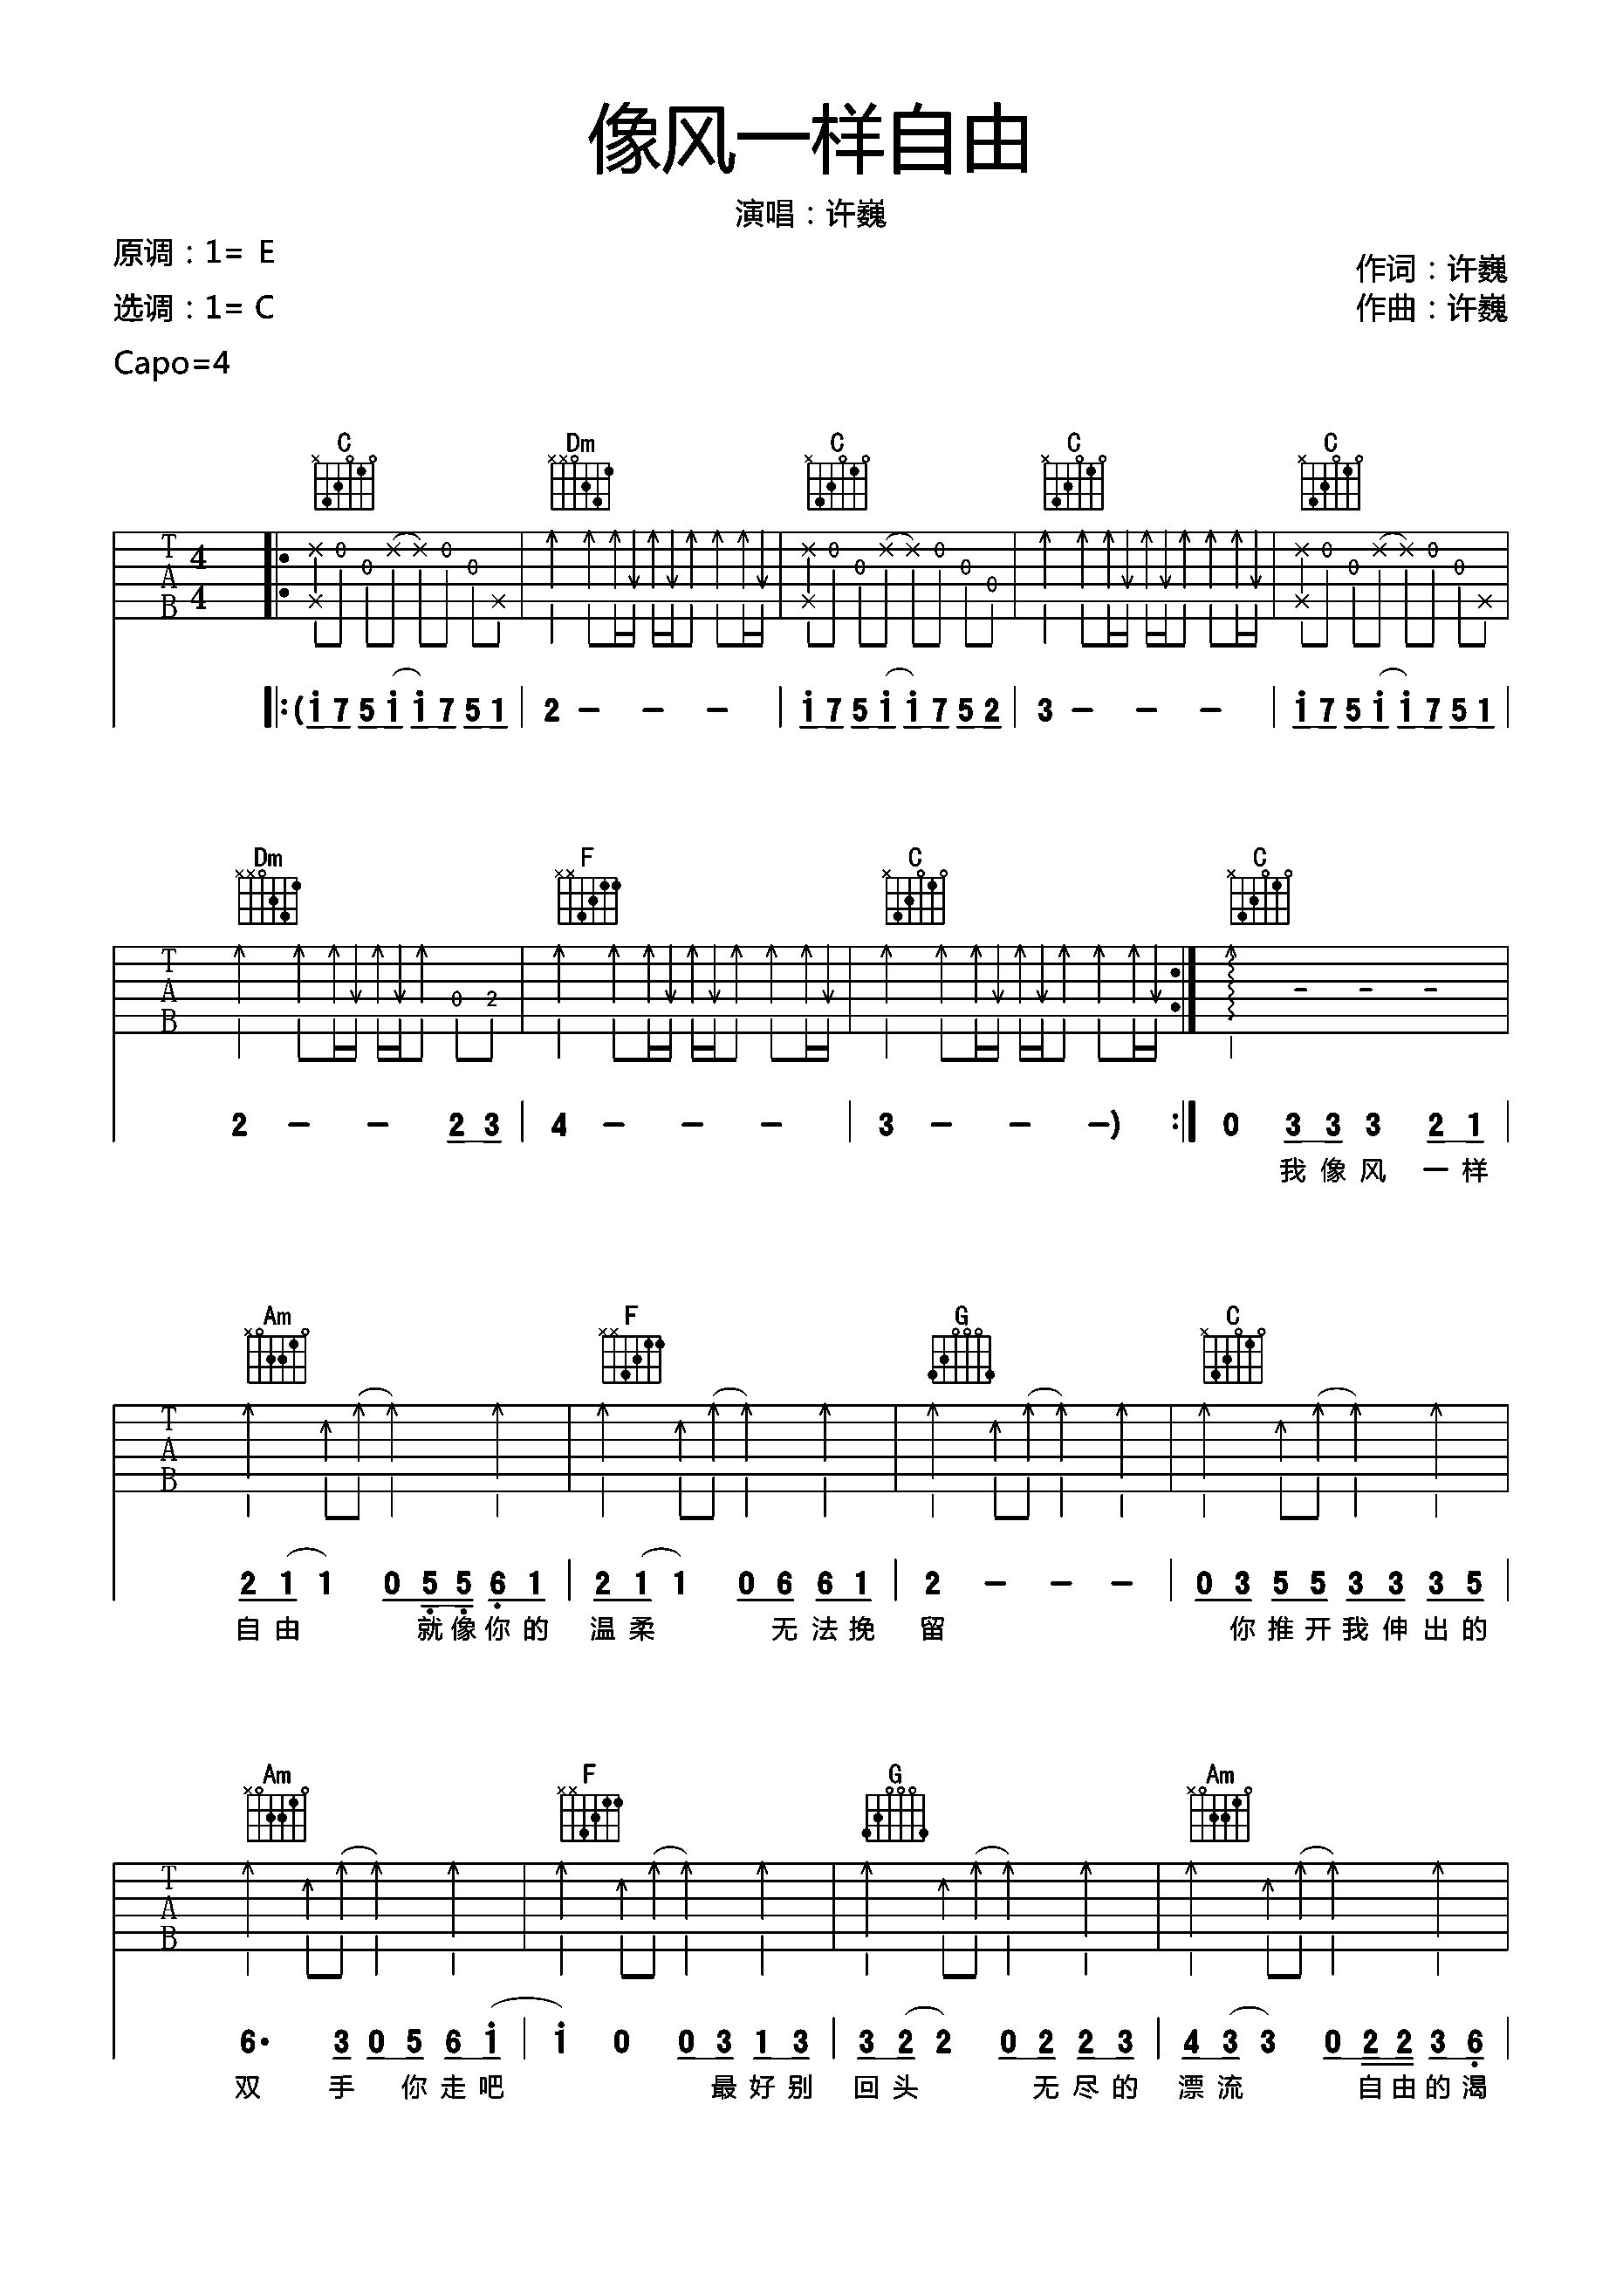 像风一样自由
演唱：许巍
原调：1= E
作词：许巍
选调：1= C
作曲：许巍
Capo=4
C Dm C C C
T A B 4 4 0 0 0 0 0 0 0 0 0 0 0 0 0
(i 7 5 i i 7 5 1 | 2 – – – | i 7 5 i i 7 5 2 | 3 – – – | i 7 5 i i 7 5 1
Dm F C C
T A B 0 2 – – –
2 – – 2 3 | 4 – – – | 3 – – –) :| 0 3 3 3 2 1
我像风 一样
Am F G C
T A B
2 1 1 0 5 5 6 1 | 2 1 1 0 6 6 1 | 2 – – – | 0 3 5 5 3 3 3 5
自由 就像你的 温柔 无法挽 留 你推开我伸出的
Am F G Am
T A B
6· 3 0 5 6 i | i 0 0 3 1 3 | 3 2 2 0 2 2 3 | 4 3 3 0 2 2 3 6
双 手 你走吧 最好别 回头 无尽的 漂流 自由的渴